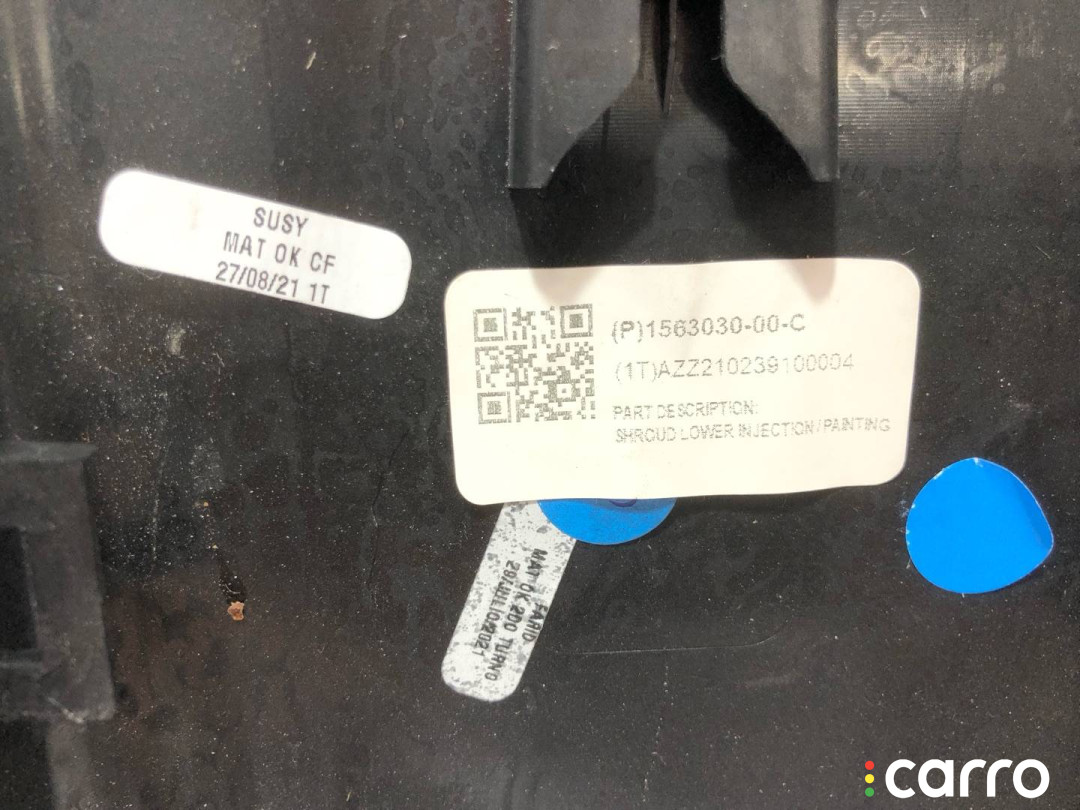 SUSY
MAT OK CF
27/08/21 1T
(P)1563030-00-C
(1T)AZZ210239100004
PART DESCRIPTION:
SHROUD LOWER INJECTION/PAINTING
FARID
MAT OK 2DO TURNO
carro